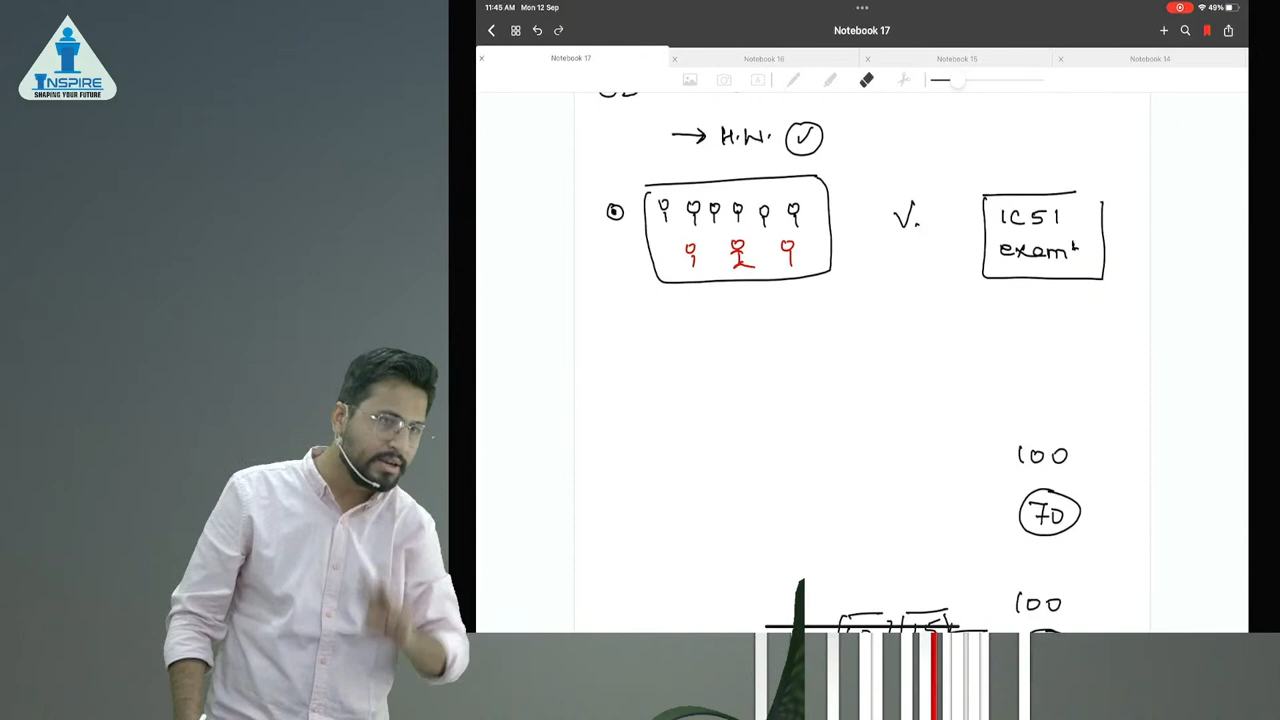 11:45 AM Mon 12 Sep
49%
Notebook 17
Notebook 17
Notebook 16
Notebook 15
Notebook 14
INSPIRE
SHAPING YOUR FUTURE
→ H.W. ✓
V.
ICSI
exam
100
70
100